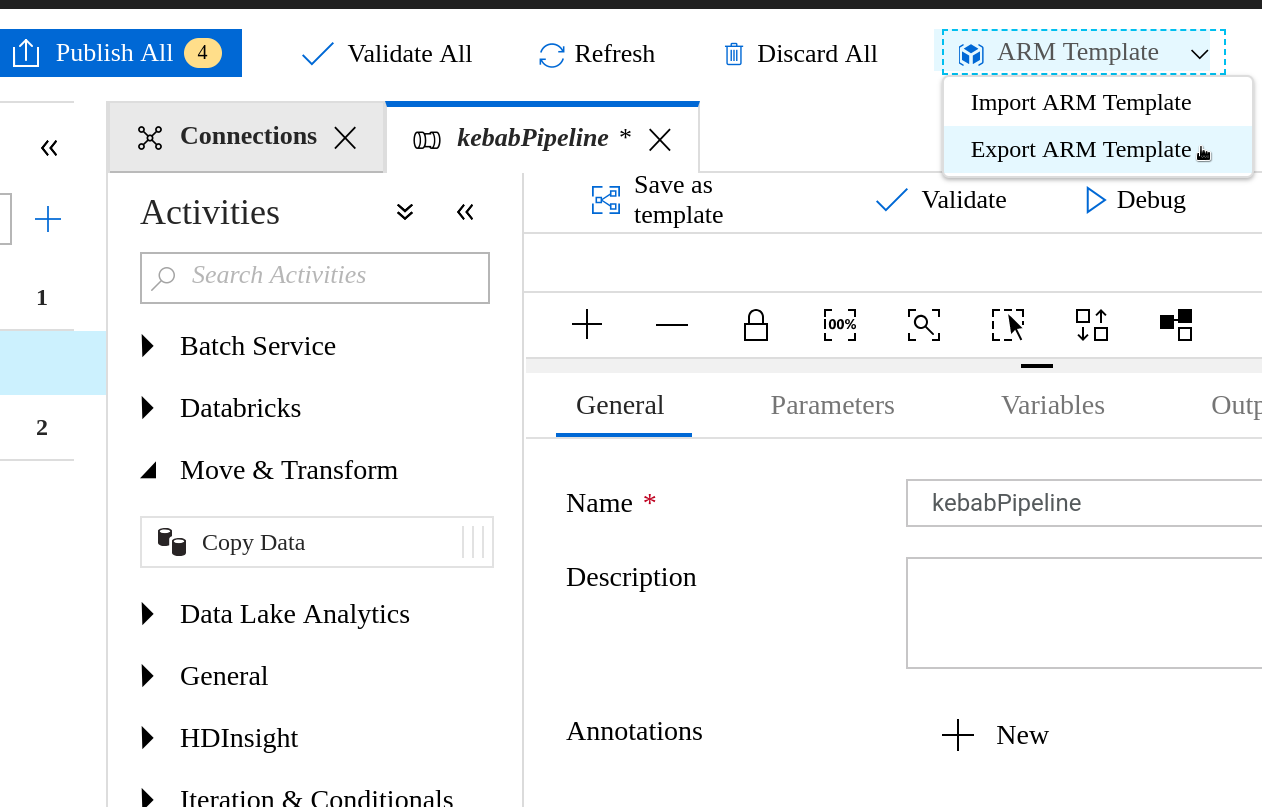 Publish All 4 Validate All Refresh Discard All ARM Template
Import ARM Template
Export ARM Template
Connections kebabPipeline *
Activities
Search Activities
1
2
Batch Service
Databricks
Move & Transform
Copy Data
Data Lake Analytics
General
HDInsight
Iteration & Conditionals
Save as
template
Validate Debug
00%
General Parameters Variables Outp
Name * kebabPipeline
Description
Annotations New